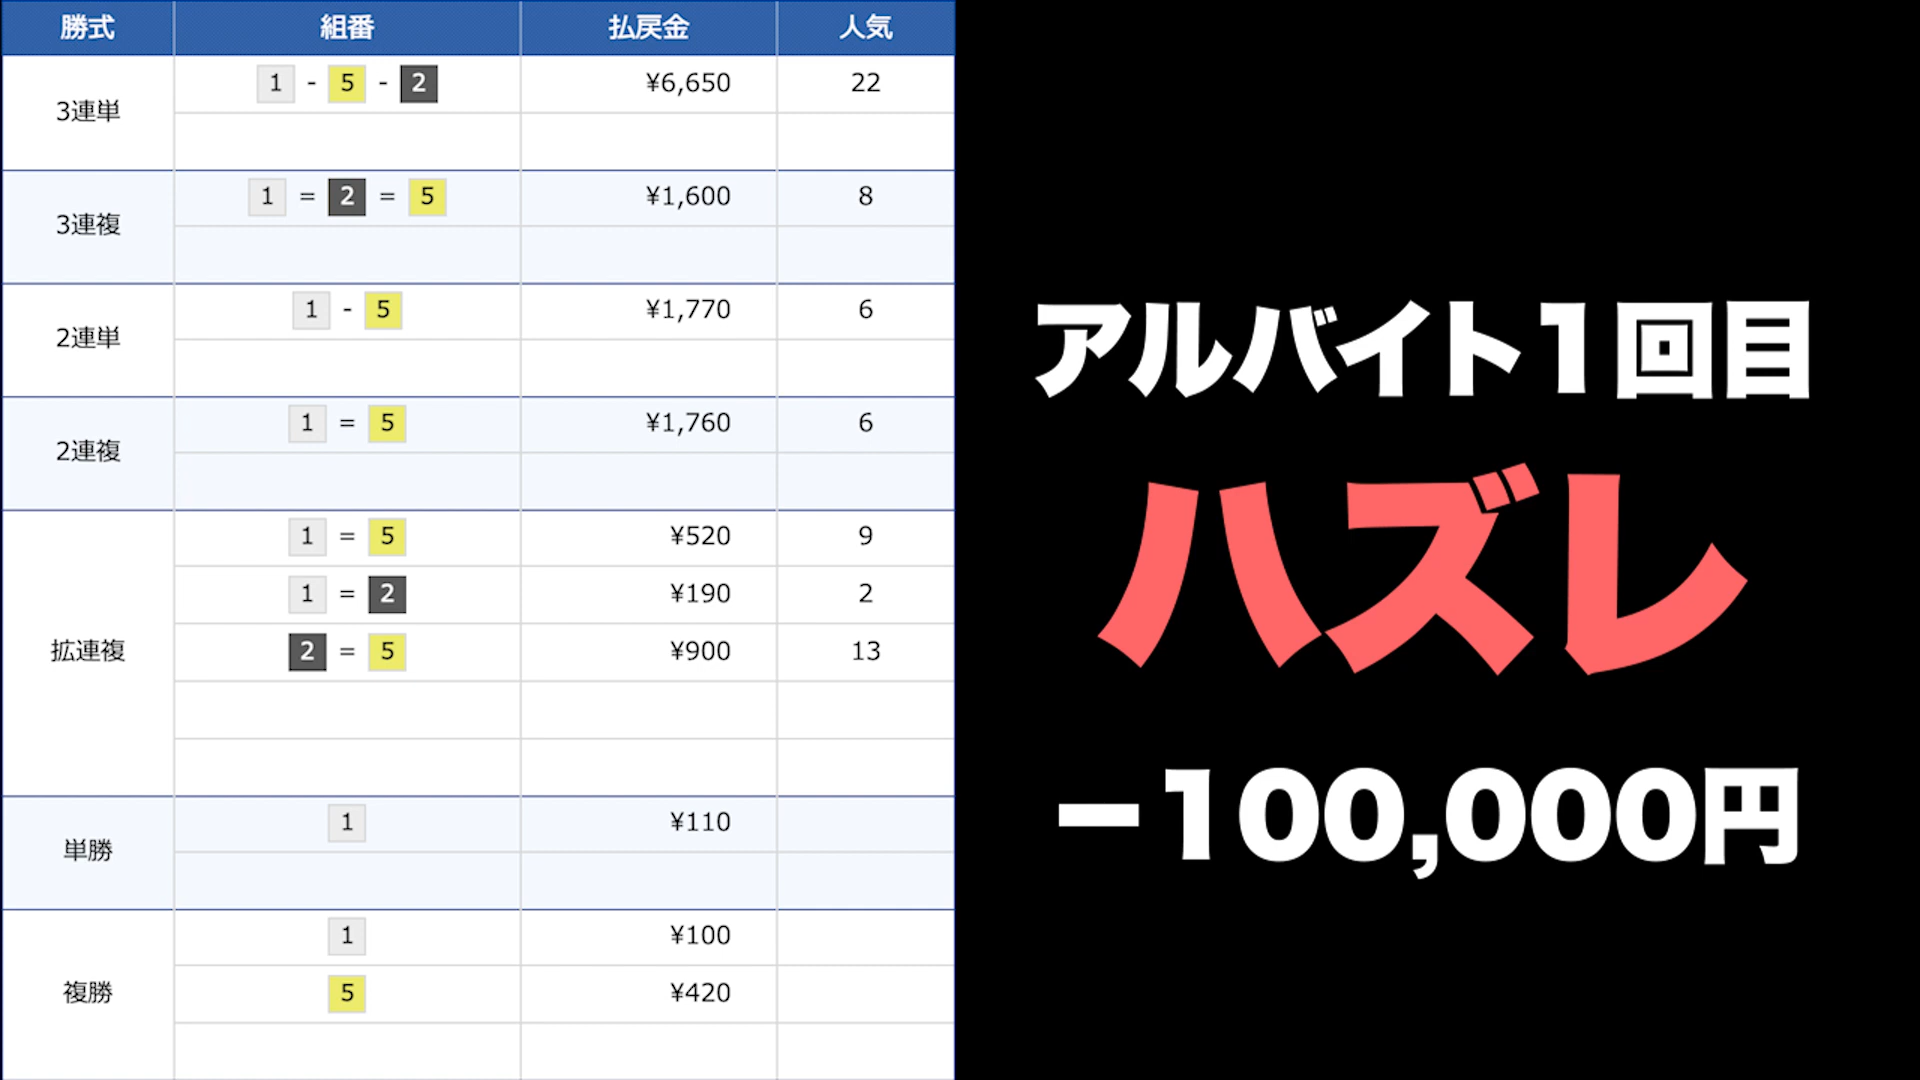 勝式 組番 払戻金 人気
3連単 1 - 5 - 2 ¥6,650 22
3連複 1 = 2 = 5 ¥1,600 8
2連単 1 - 5 ¥1,770 6
2連複 1 = 5 ¥1,760 6
拡連複 1 = 5 ¥520 9
1 = 2 ¥190 2
2 = 5 ¥900 13
単勝 1 ¥110
複勝 1 ¥100
5 ¥420
アルバイト1回目
ハズレ
−100,000円